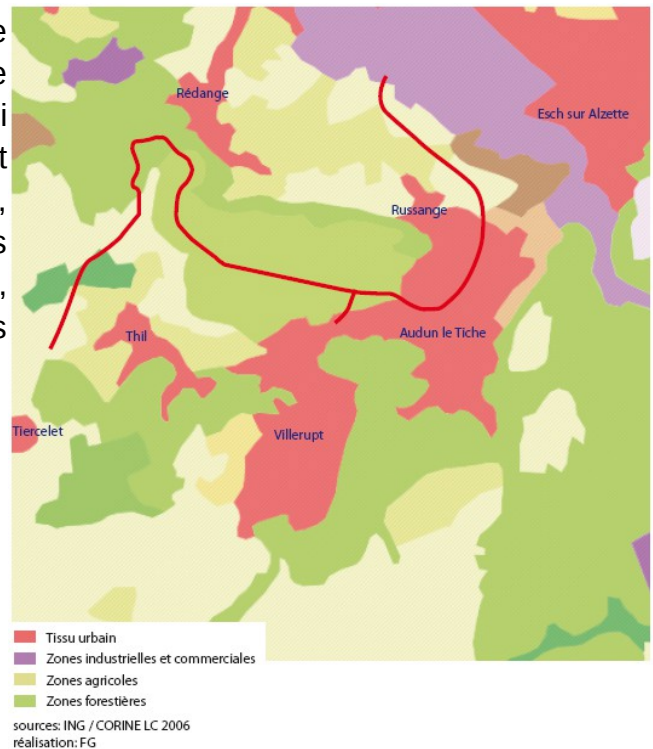 Rédange
Esch sur Alzette
Russange
Audun le Tiche
Thil
Tiercelet
Villerupt
Tissu urbain
Zones industrielles et commerciales
Zones agricoles
Zones forestières
sources: ING / CORINE LC 2006
réalisation: FG